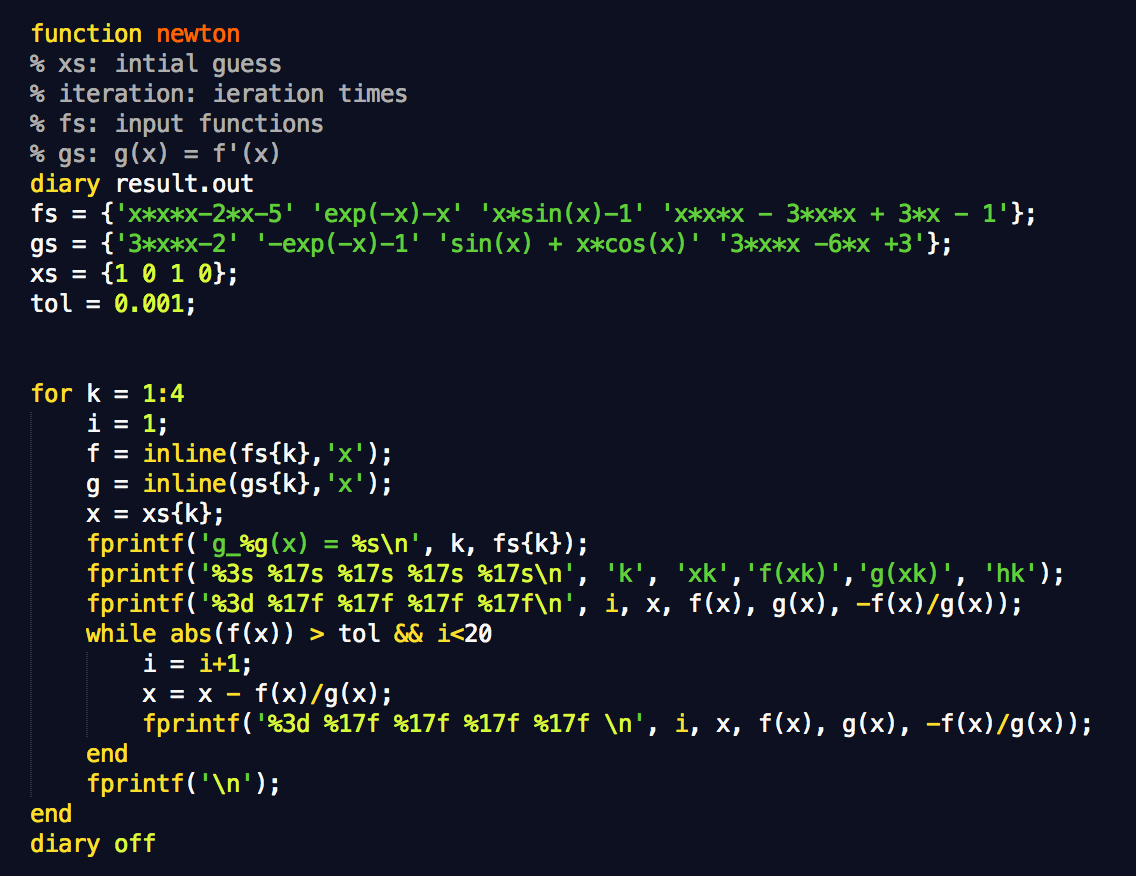 function newton
% xs: intial guess
% iteration: ieration times
% fs: input functions
% gs: g(x) = f'(x)
diary result.out
fs = {'x*x*x-2*x-5' 'exp(-x)-x' 'x*sin(x)-1' 'x*x*x - 3*x*x + 3*x - 1'};
gs = {'3*x*x-2' '-exp(-x)-1' 'sin(x) + x*cos(x)' '3*x*x -6*x +3'};
xs = {1 0 1 0};
tol = 0.001;
for k = 1:4
    i = 1;
    f = inline(fs{k},'x');
    g = inline(gs{k},'x');
    x = xs{k};
    fprintf('g_%g(x) = %s\n', k, fs{k});
    fprintf('%3s %17s %17s %17s %17s\n', 'k', 'xk','f(xk)','g(xk)', 'hk');
    fprintf('%3d %17f %17f %17f %17f\n', i, x, f(x), g(x), -f(x)/g(x));
    while abs(f(x)) > tol && i<20
        i = i+1;
        x = x - f(x)/g(x);
        fprintf('%3d %17f %17f %17f %17f \n', i, x, f(x), g(x), -f(x)/g(x));
    end
    fprintf('\n');
end
diary off